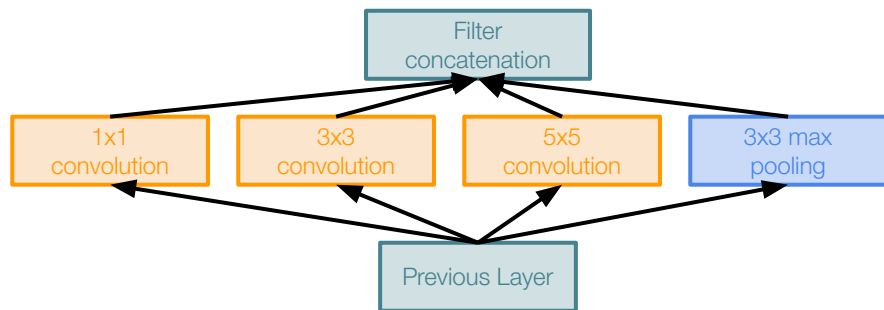 Filter
concatenation
1x1
convolution
3x3
convolution
5x5
convolution
3x3 max
pooling
Previous Layer